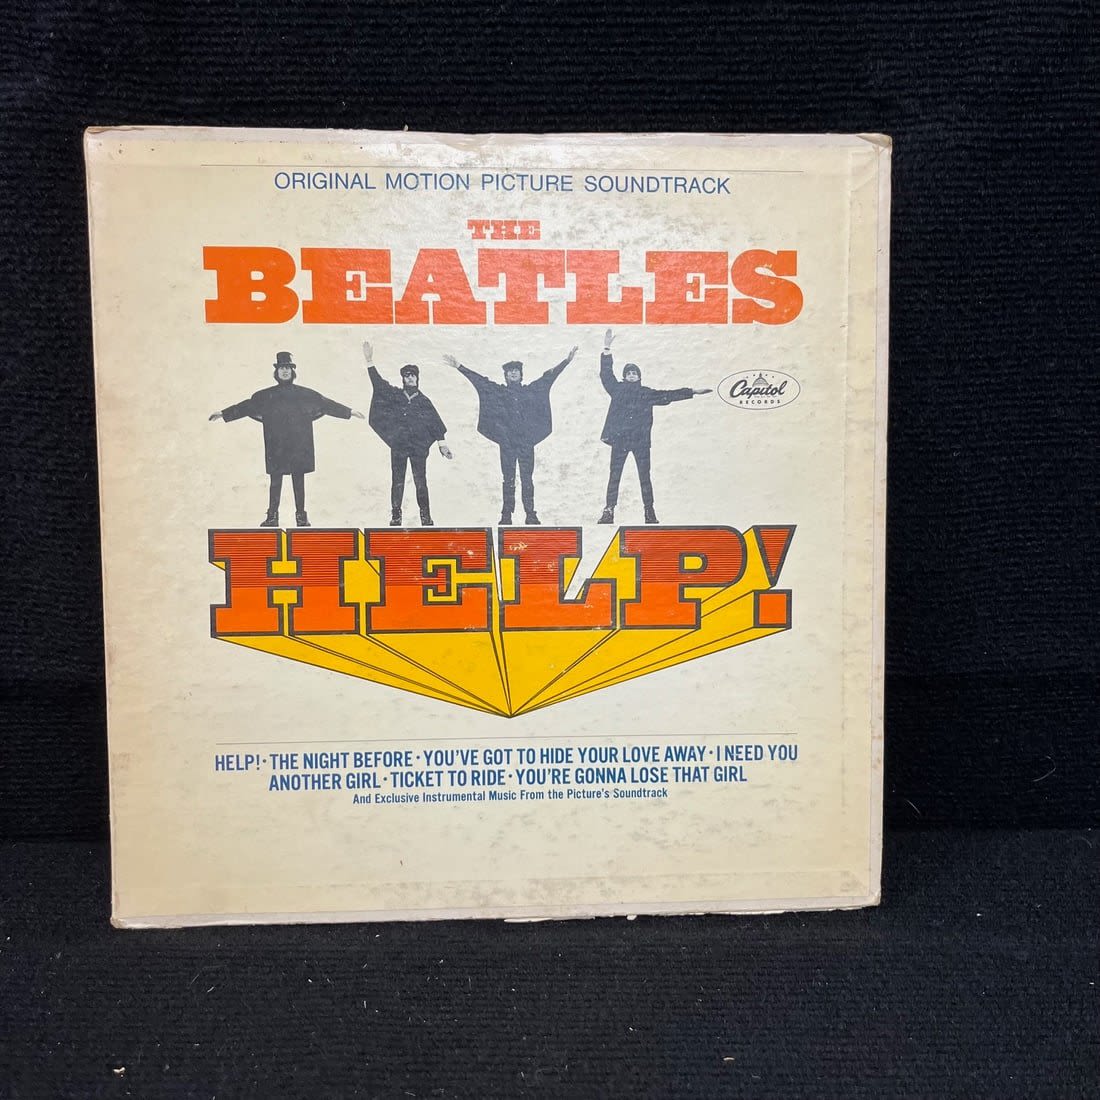 ORIGINAL MOTION PICTURE SOUNDTRACK
THE
BEATLES
Capitol
RECORDS
HELP!
HELP! · THE NIGHT BEFORE · YOU'VE GOT TO HIDE YOUR LOVE AWAY · I NEED YOU
ANOTHER GIRL · TICKET TO RIDE · YOU'RE GONNA LOSE THAT GIRL
And Exclusive Instrumental Music From the Picture's Soundtrack